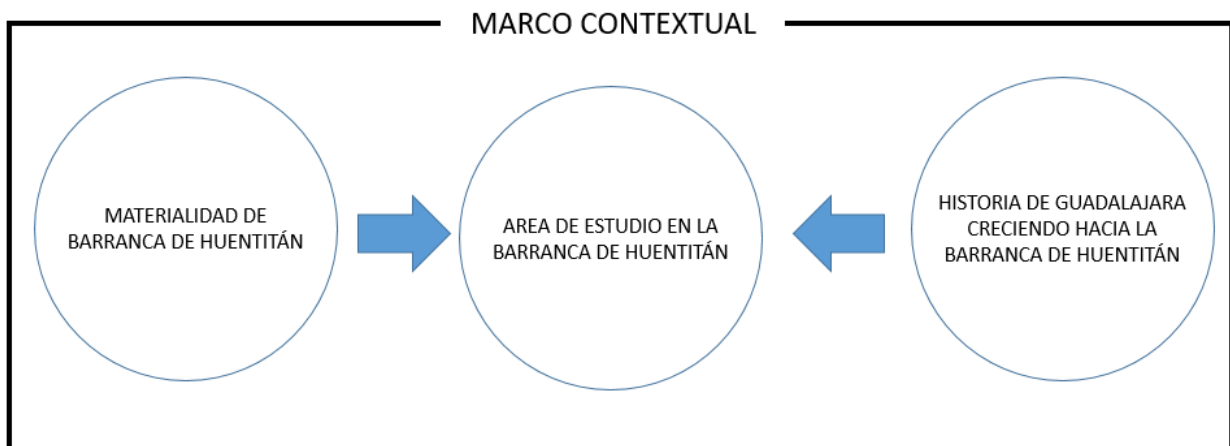 MARCO CONTEXTUAL
MATERIALIDAD DE
BARRANCA DE HUENTITÁN
AREA DE ESTUDIO EN LA
BARRANCA DE HUENTITÁN
HISTORIA DE GUADALAJARA
CRECIENDO HACIA LA
BARRANCA DE HUENTITÁN